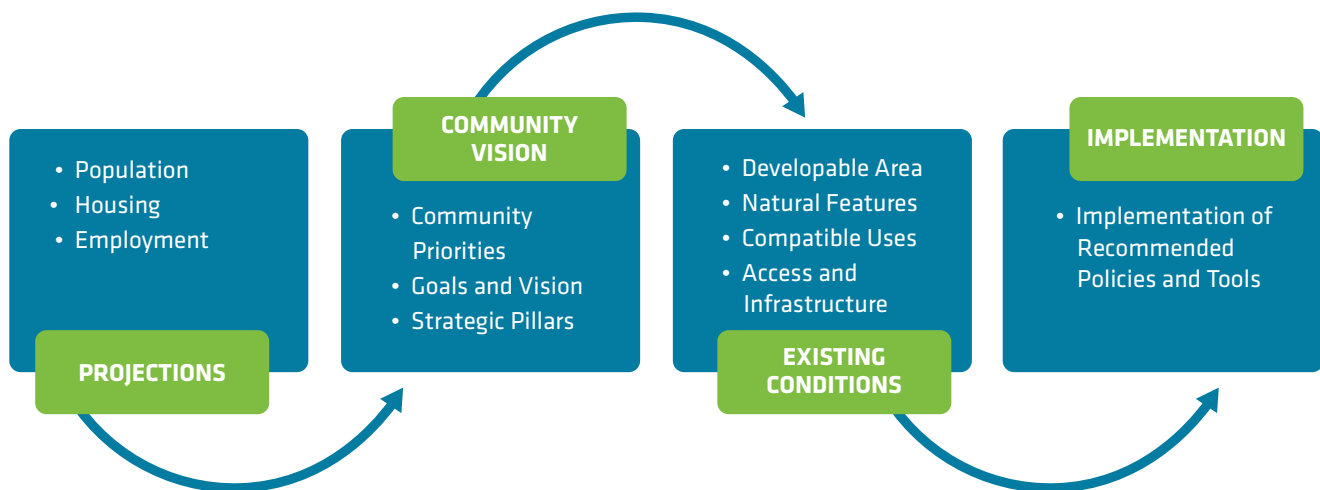 • Population
• Housing
• Employment
PROJECTIONS
COMMUNITY
VISION
• Community
Priorities
• Goals and Vision
• Strategic Pillars
• Developable Area
• Natural Features
• Compatible Uses
• Access and
Infrastructure
EXISTING
CONDITIONS
IMPLEMENTATION
• Implementation of
Recommended
Policies and Tools